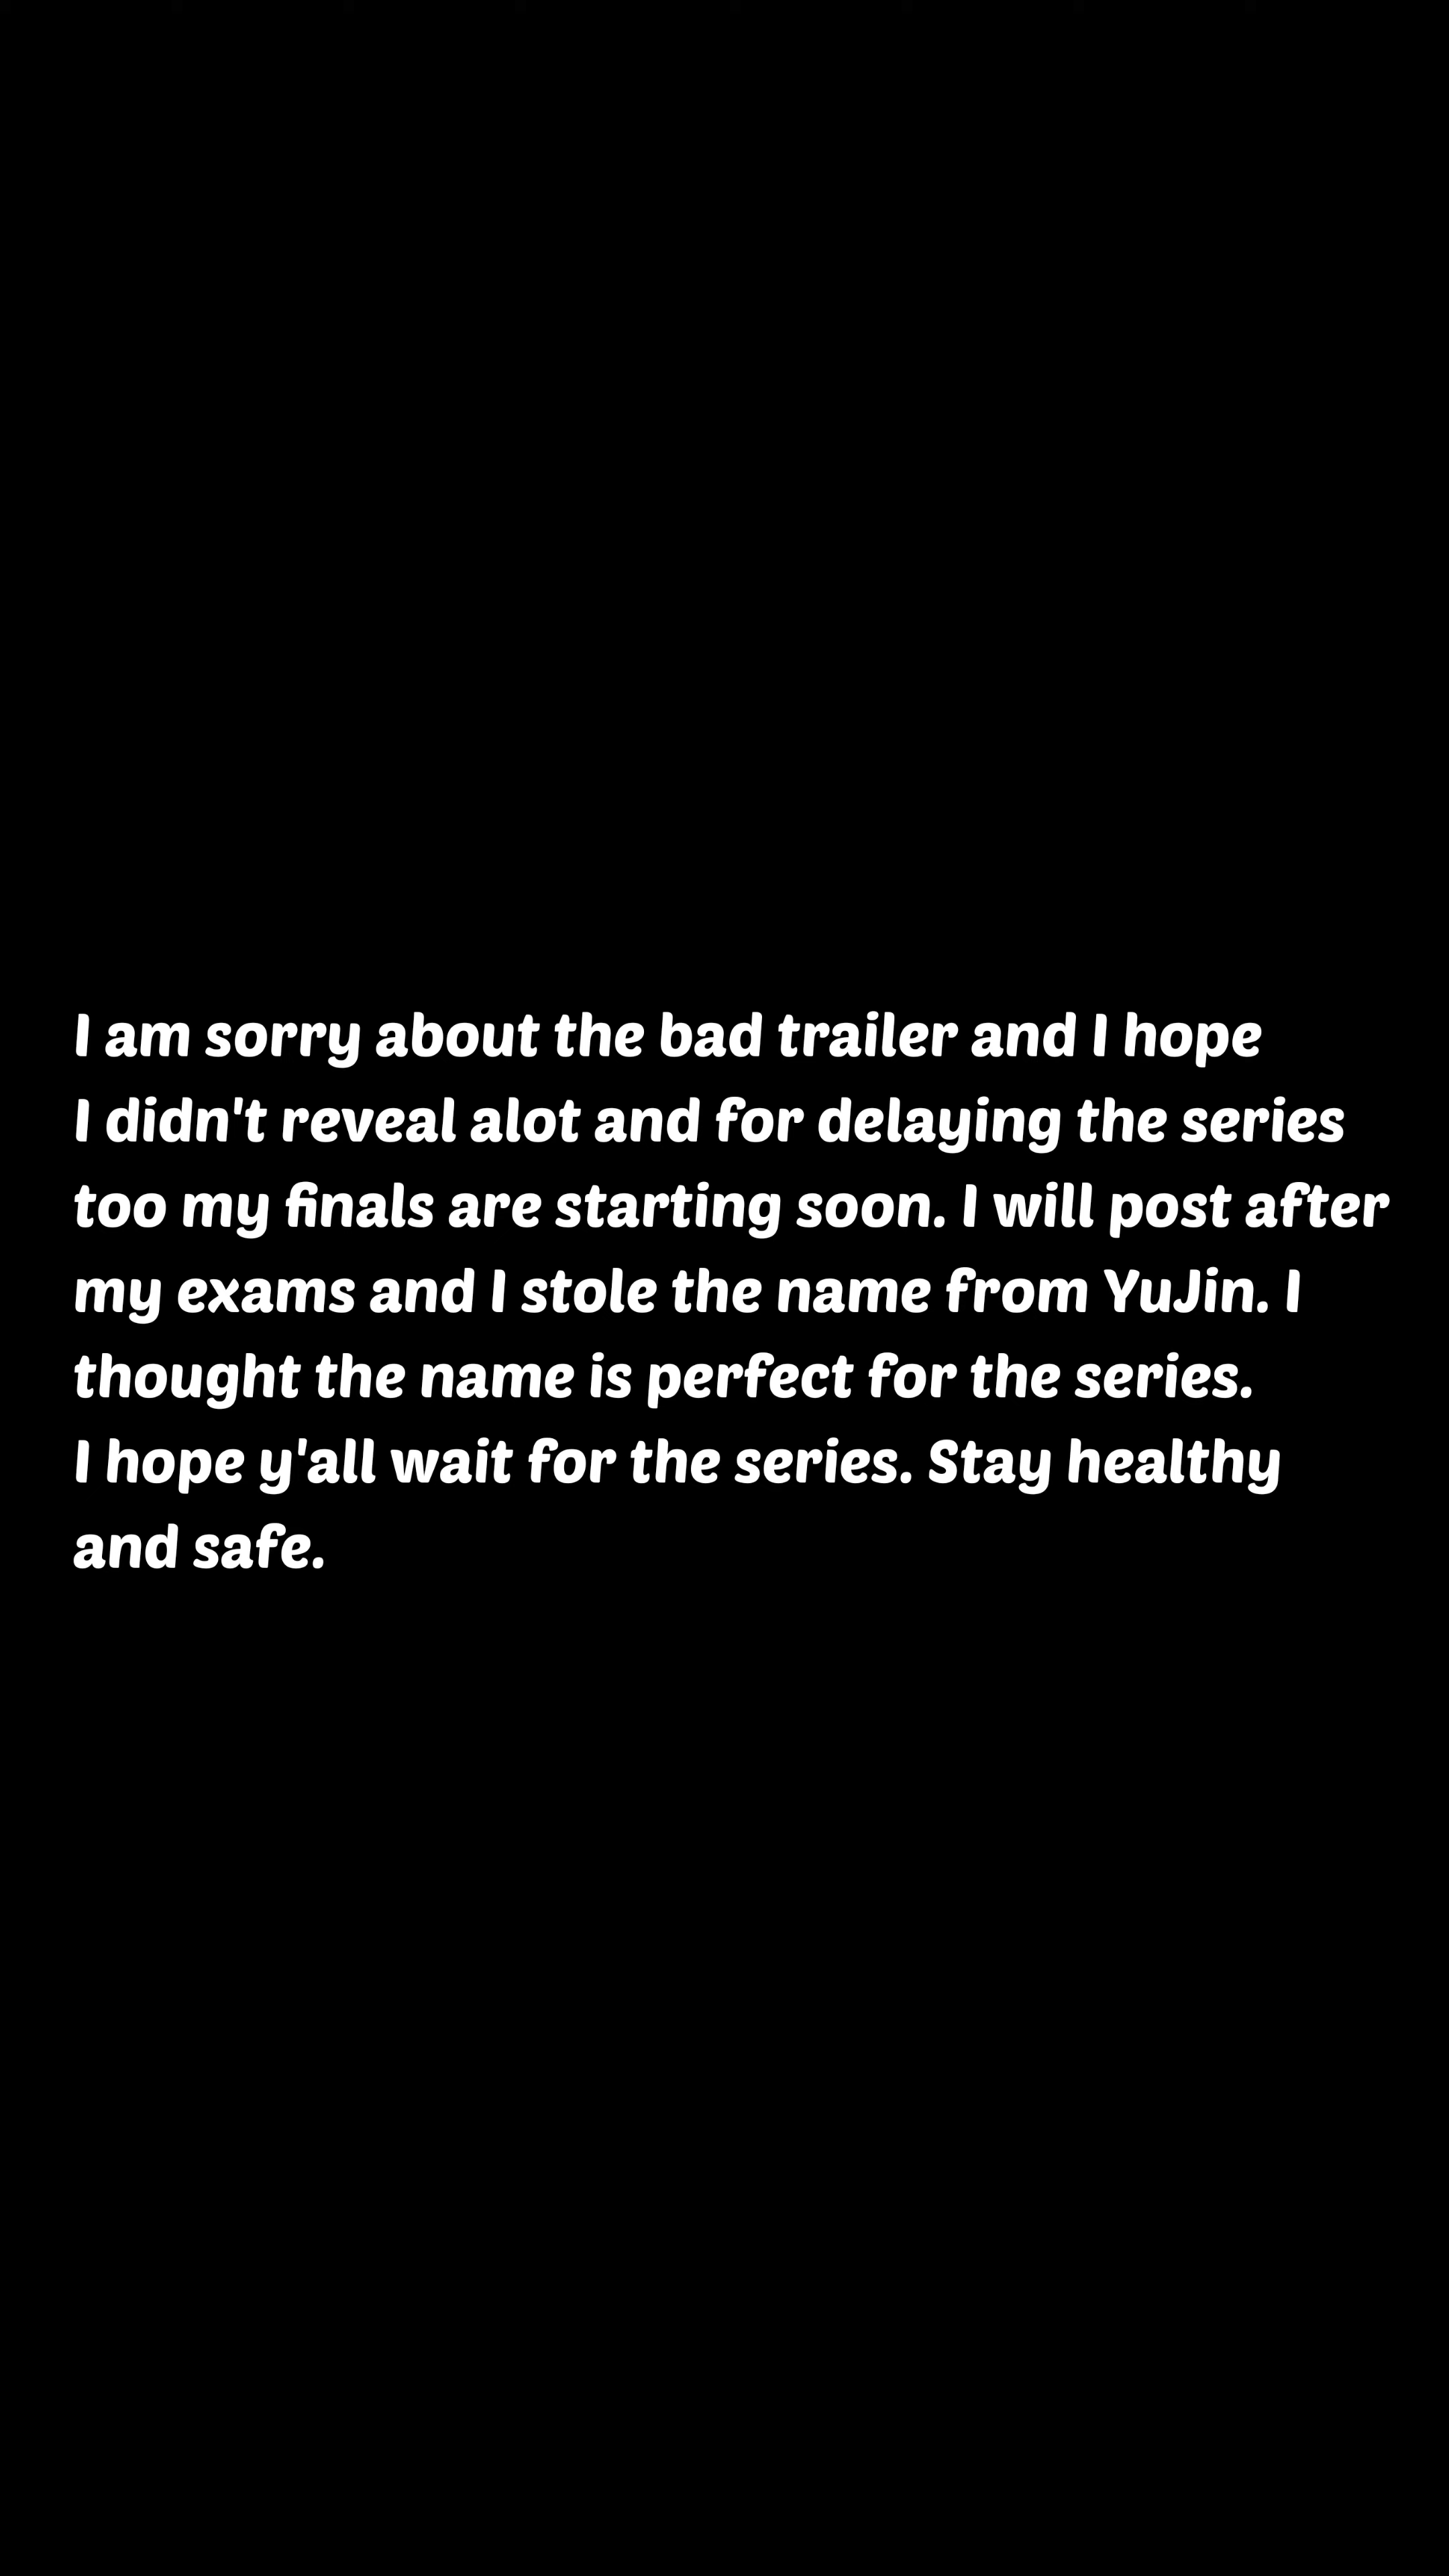 I am sorry about the bad trailer and I hope
I didn't reveal alot and for delaying the series
too my finals are starting soon. I will post after
my exams and I stole the name from YuJin. I
thought the name is perfect for the series.
I hope y'all wait for the series. Stay healthy
and safe.